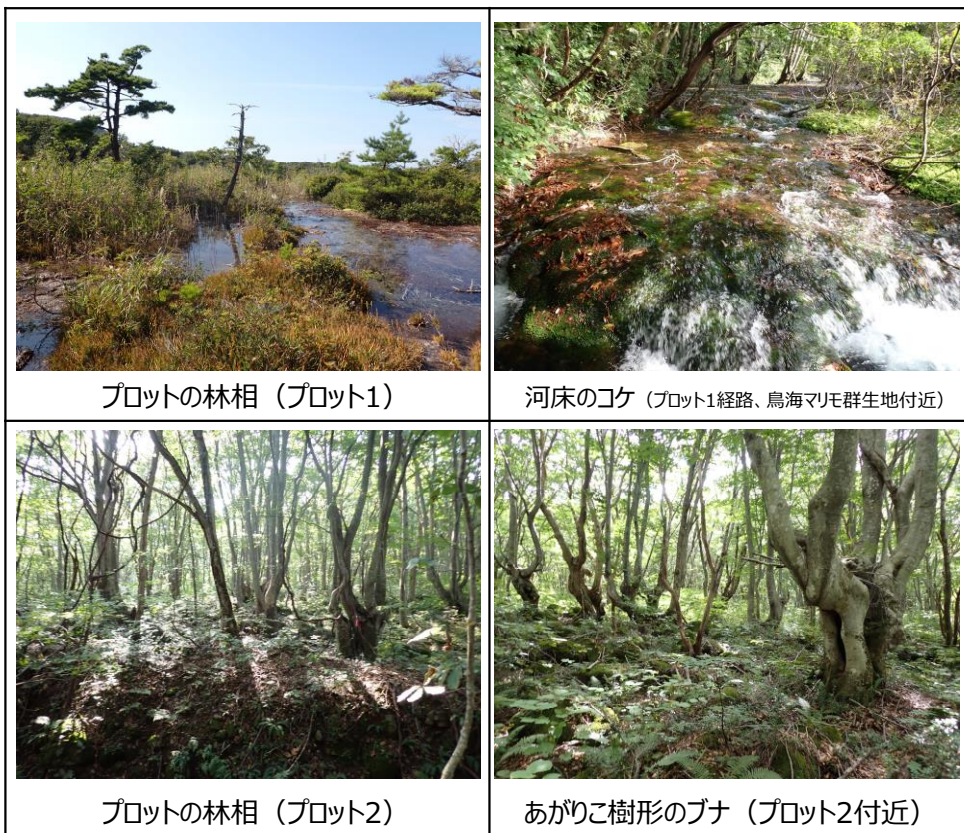 プロットの林相（プロット1）
河床のコケ（プロット1経路、鳥海マリモ群生地付近）
プロットの林相（プロット2）
あがりこ樹形のブナ（プロット2付近）